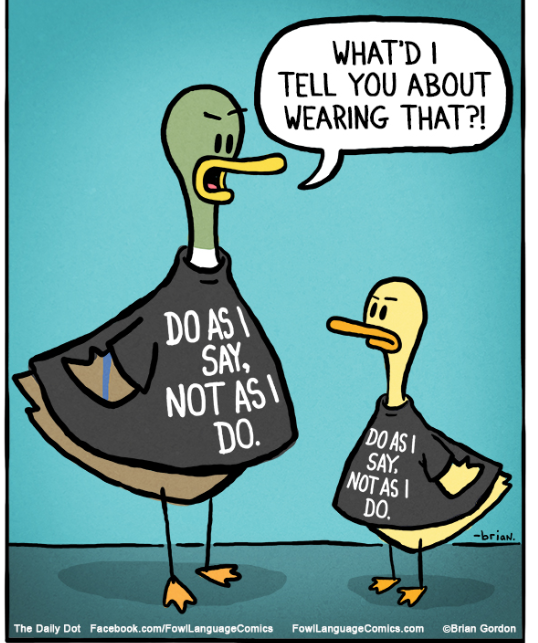 WHAT'D I
TELL YOU ABOUT
WEARING THAT?!
DO AS I
SAY,
NOT AS I
DO.
DO AS I
SAY,
NOT AS I
DO.
-brian.
The Daily Dot Facebook.com/FowlLanguageComics FowlLanguageComics.com ©Brian Gordon